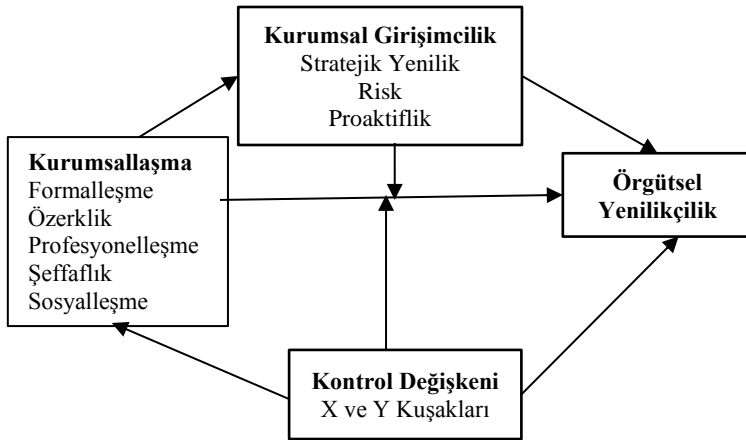 Kurumsal Girişimcilik
Stratejik Yenilik
Risk
Proaktiflik
Kurumsallaşma
Formalleşme
Özerklik
Profesyonelleşme
Şeffaflık
Sosyalleşme
Örgütsel
Yenilikçilik
Kontrol Değişkeni
X ve Y Kuşakları